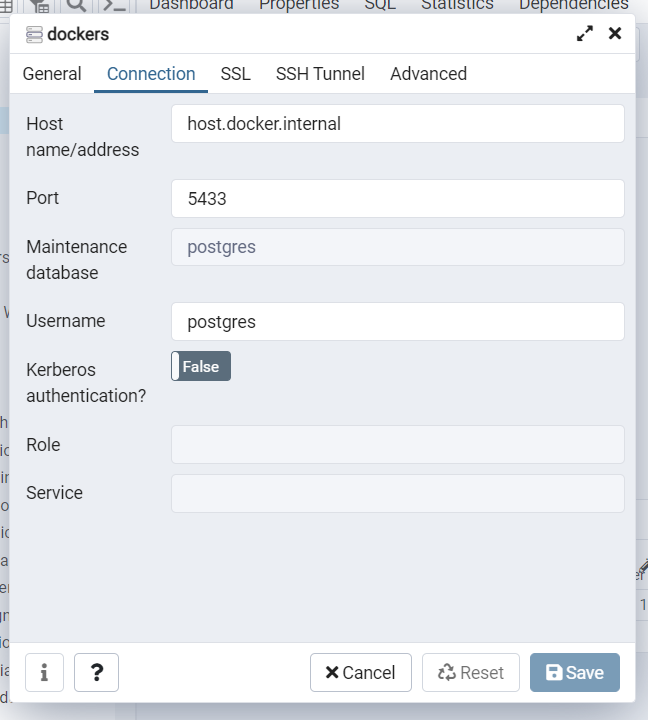 Dashboard Properties SQL Statistics Dependencies
dockers
General Connection SSL SSH Tunnel Advanced
Host name/address
host.docker.internal
Port
5433
Maintenance database
postgres
Username
postgres
Kerberos authentication?
False
Role
Service
i ? Cancel Reset Save